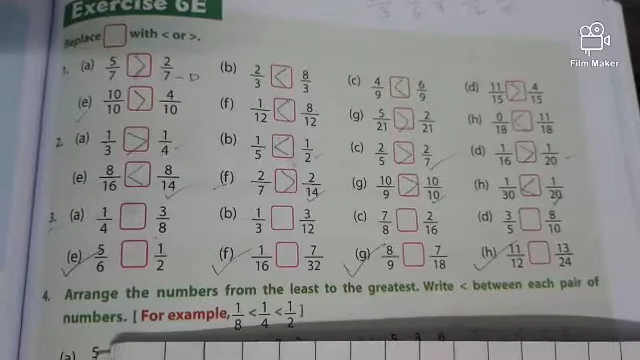 Exercise 6E
Replace □ with < or >.
1. (a) 5/7 > 2/7 (b) 2/3 < 8/3 (c) 4/9 < 6/9 (d) 11/15 > 4/15
(e) 10/10 > 4/10 (f) 1/12 < 8/12 (g) 5/21 > 2/21 (h) 0/18 < 11/18
2. (a) 1/3 > 1/4 (b) 1/5 < 1/2 (c) 2/5 > 2/7 (d) 1/16 > 1/20
(e) 8/16 < 8/14 (f) 2/7 > 2/14 (g) 10/9 > 10/10 (h) 1/30 < 1/20
3. (a) 1/4 □ 3/8 (b) 1/3 □ 3/12 (c) 7/8 □ 2/16 (d) 3/5 □ 8/10
(e) 5/6 □ 1/2 (f) 1/16 □ 7/32 (g) 8/9 □ 7/18 (h) 11/12 □ 13/24
4. Arrange the numbers from the least to the greatest. Write < between each pair of
numbers. [ For example, 1/8 < 1/4 < 1/2 ]
(a) 5
Film Maker